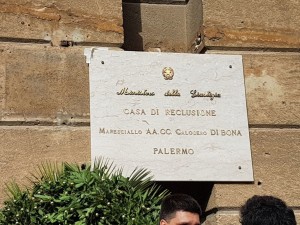 Ministero della Giustizia
CASA DI RECLUSIONE
MARESCIALLO AA.CC CALOGERO DI BONA
PALERMO